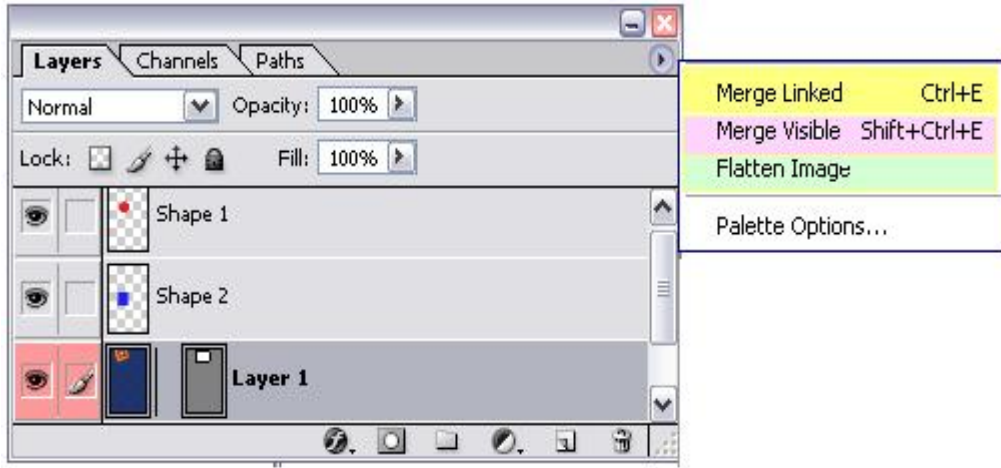 Layers Channels Paths
Normal Opacity: 100%
Lock: Fill: 100%
Shape 1
Shape 2
Layer 1
Merge Linked Ctrl+E
Merge Visible Shift+Ctrl+E
Flatten Image
Palette Options...